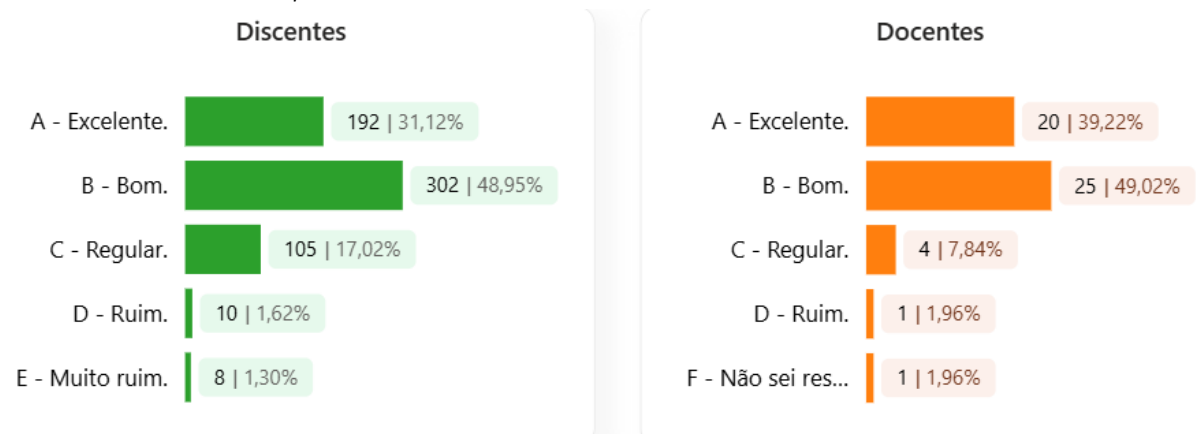 Discentes
A - Excelente. 192 | 31,12%
B - Bom. 302 | 48,95%
C - Regular. 105 | 17,02%
D - Ruim. 10 | 1,62%
E - Muito ruim. 8 | 1,30%
Docentes
A - Excelente. 20 | 39,22%
B - Bom. 25 | 49,02%
C - Regular. 4 | 7,84%
D - Ruim. 1 | 1,96%
F - Não sei res... 1 | 1,96%